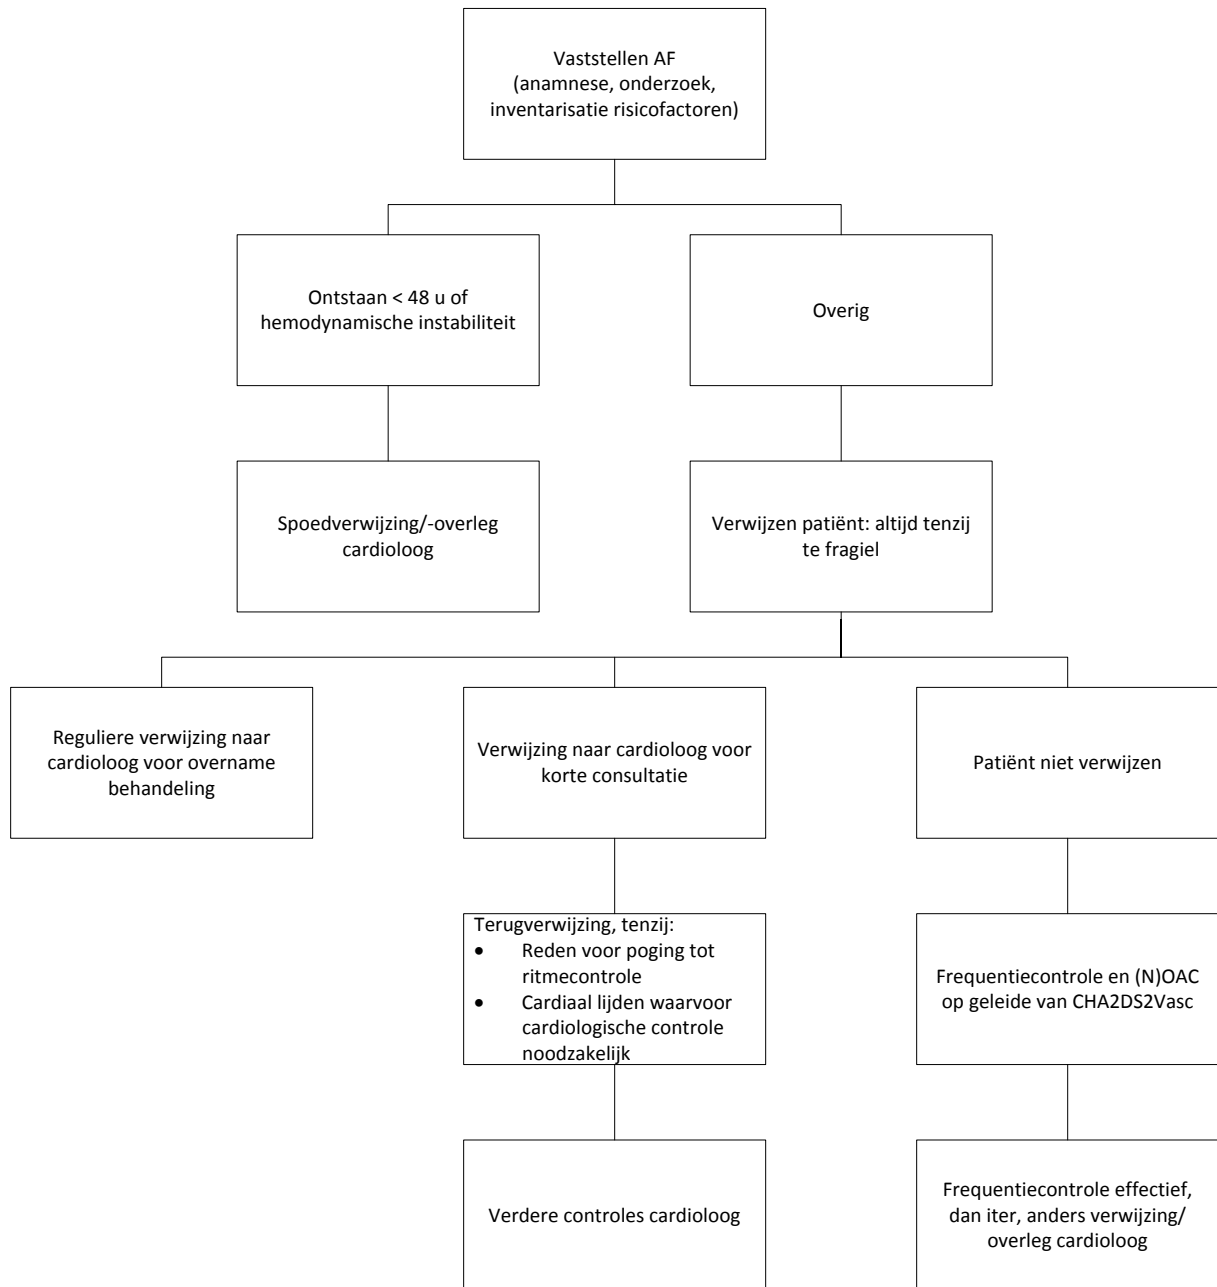 Vaststellen AF
(anamnese, onderzoek,
inventarisatie risicofactoren)
Ontstaan < 48 u of
hemodynamische instabiliteit
Overig
Spoedverwijzing/-overleg
cardioloog
Verwijzen patiënt: altijd tenzij
te fragiel
Reguliere verwijzing naar
cardioloog voor overname
behandeling
Verwijzing naar cardioloog voor
korte consultatie
Patiënt niet verwijzen
Terugverwijzing, tenzij:
• Reden voor poging tot
ritmecontrole
• Cardiaal lijden waarvoor
cardiologische controle
noodzakelijk
Frequentiecontrole en (N)OAC
op geleide van CHA2DS2Vasc
Verdere controles cardioloog
Frequentiecontrole effectief,
dan iter, anders verwijzing/
overleg cardioloog